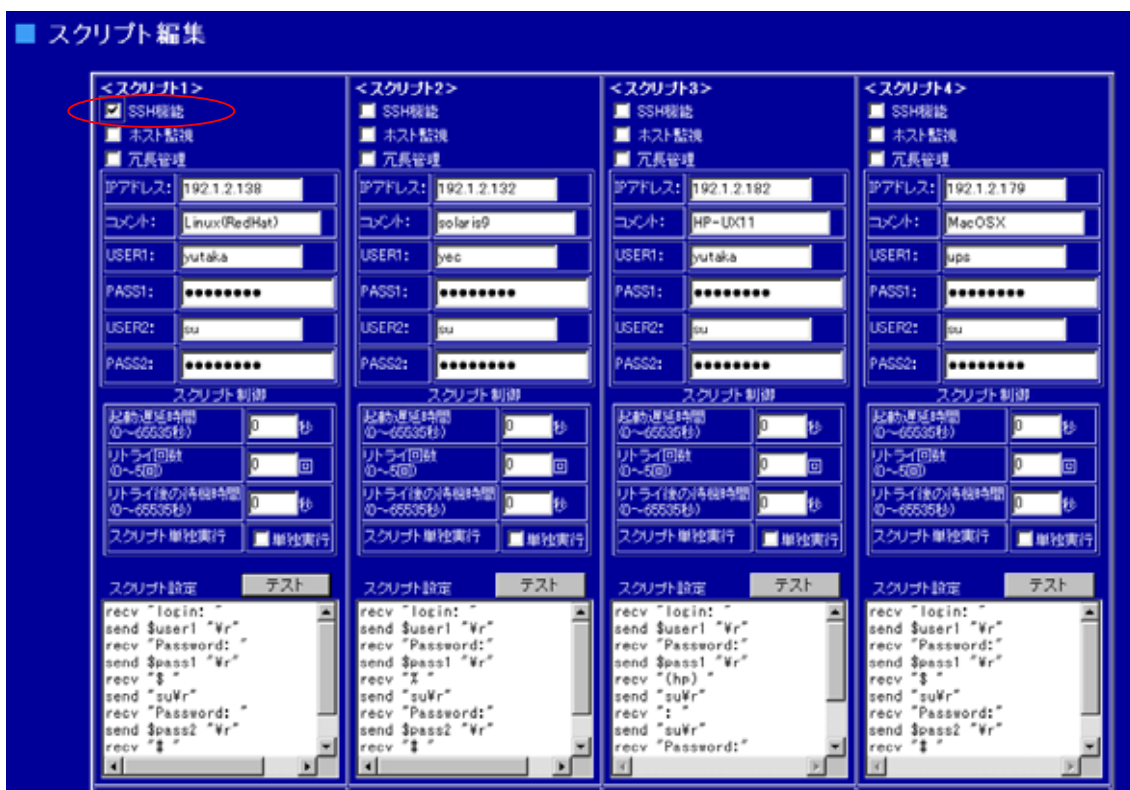 スクリプト編集
<スクリプト1>
SSH機能
ホスト監視
冗長管理
IPアドレス: 192.1.2.138
コメント: Linux(RedHat)
USER1: yutaka
PASS1: ●●●●●●●●
USER2: su
PASS2: ●●●●●●●●
スクリプト制御
起動遅延時間
(0～65535秒) 0 秒
リトライ回数
(0～5回) 0 回
リトライ後の待機時間
(0～65535秒) 0 秒
スクリプト単独実行 単独実行
スクリプト設定 テスト
recv "login: "
send $user1 "¥r"
recv "Password: "
send $pass1 "¥r"
recv "$ "
send "su¥r"
recv "Password: "
send $pass2 "¥r"
recv "# "
<スクリプト2>
SSH機能
ホスト監視
冗長管理
IPアドレス: 192.1.2.132
コメント: solaris9
USER1: yec
PASS1: ●●●●●●●●
USER2: su
PASS2: ●●●●●●●●
スクリプト制御
起動遅延時間
(0～65535秒) 0 秒
リトライ回数
(0～5回) 0 回
リトライ後の待機時間
(0～65535秒) 0 秒
スクリプト単独実行 単独実行
スクリプト設定 テスト
recv "login: "
send $user1 "¥r"
recv "Password:"
send $pass1 "¥r"
recv "% "
send "su¥r"
recv "Password: "
send $pass2 "¥r"
recv "# "
<スクリプト3>
SSH機能
ホスト監視
冗長管理
IPアドレス: 192.1.2.182
コメント: HP-UX11
USER1: yutaka
PASS1: ●●●●●●●●
USER2: su
PASS2: ●●●●●●●●
スクリプト制御
起動遅延時間
(0～65535秒) 0 秒
リトライ回数
(0～5回) 0 回
リトライ後の待機時間
(0～65535秒) 0 秒
スクリプト単独実行 単独実行
スクリプト設定 テスト
recv "login: "
send $user1 "¥r"
recv "Password:"
send $pass1 "¥r"
recv "(hp) "
send "su¥r"
recv ": "
send "su¥r"
recv "Password:"
<スクリプト4>
SSH機能
ホスト監視
冗長管理
IPアドレス: 192.1.2.179
コメント: MacOSX
USER1: ups
PASS1: ●●●●●●●●
USER2: su
PASS2: ●●●●●●●●
スクリプト制御
起動遅延時間
(0～65535秒) 0 秒
リトライ回数
(0～5回) 0 回
リトライ後の待機時間
(0～65535秒) 0 秒
スクリプト単独実行 単独実行
スクリプト設定 テスト
recv "login: "
send $user1 "¥r"
recv "Password:"
send $pass1 "¥r"
recv "$ "
send "su¥r"
recv "Password:"
send $pass2 "¥r"
recv "# "